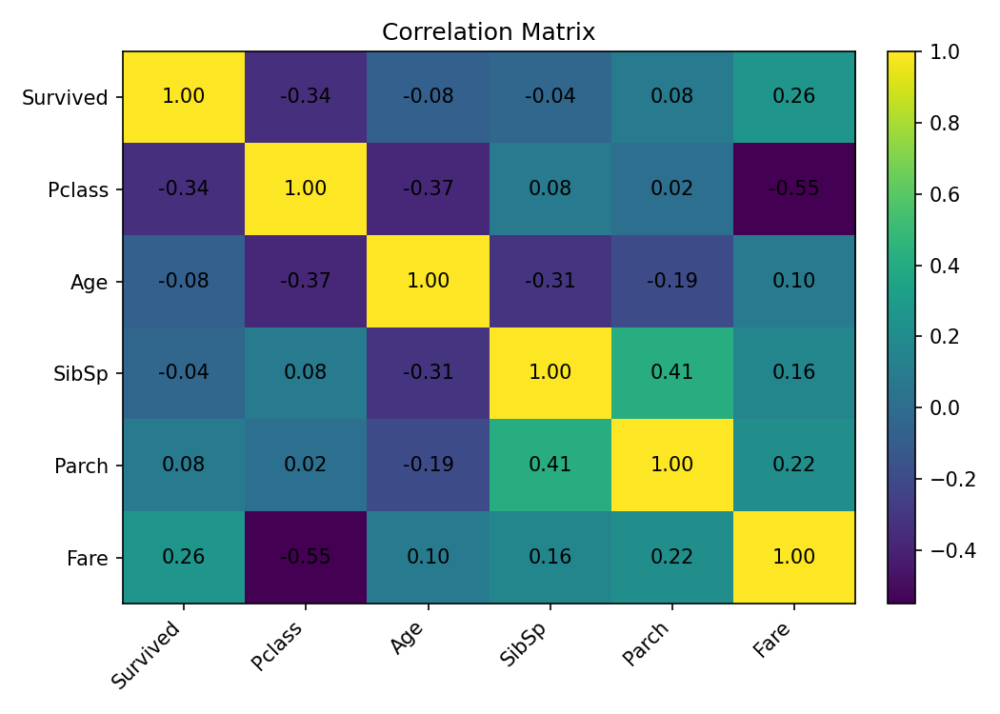 Correlation Matrix
Survived 1.00 -0.34 -0.08 -0.04 0.08 0.26
Pclass -0.34 1.00 -0.37 0.08 0.02 -0.55
Age -0.08 -0.37 1.00 -0.31 -0.19 0.10
SibSp -0.04 0.08 -0.31 1.00 0.41 0.16
Parch 0.08 0.02 -0.19 0.41 1.00 0.22
Fare 0.26 -0.55 0.10 0.16 0.22 1.00
Survived Pclass Age SibSp Parch Fare
1.0
0.8
0.6
0.4
0.2
0.0
−0.2
−0.4